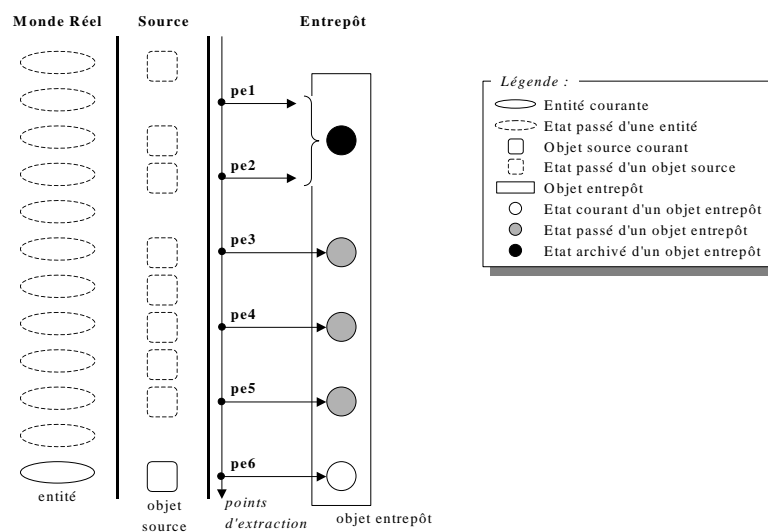 Monde Réel
Source
Entrepôt
pe1
pe2
pe3
pe4
pe5
pe6
entité
objet
source
points
d'extraction
objet entrepôt
Légende :
Entité courante
Etat passé d'une entité
Objet source courant
Etat passé d'un objet source
Objet entrepôt
Etat courant d'un objet entrepôt
Etat passé d'un objet entrepôt
Etat archivé d'un objet entrepôt